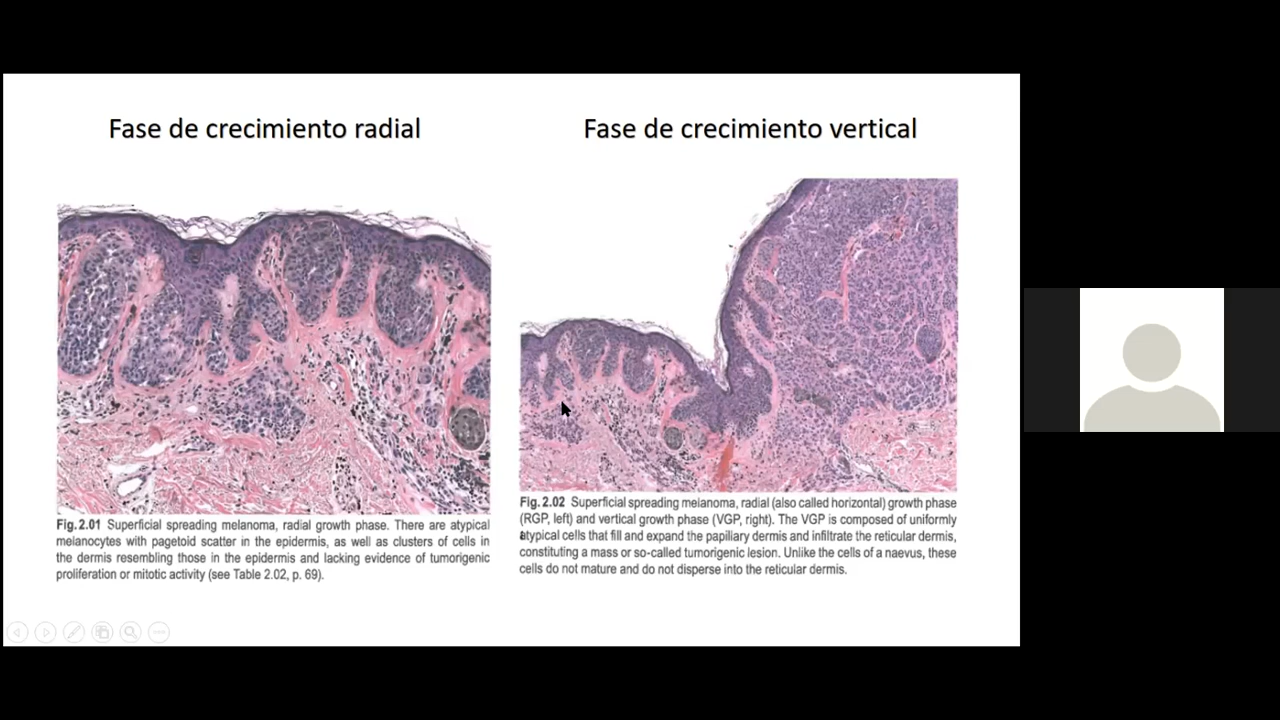 Fase de crecimiento radial
Fase de crecimiento vertical
Fig. 2.01 Superficial spreading melanoma, radial growth phase. There are atypical
melanocytes with pagetoid scatter in the epidermis, as well as clusters of cells in
the dermis resembling those in the epidermis and lacking evidence of tumorigenic
proliferation or mitotic activity (see Table 2.02, p. 69).
Fig. 2.02 Superficial spreading melanoma, radial (also called horizontal) growth phase
(RGP, left) and vertical growth phase (VGP, right). The VGP is composed of uniformly
atypical cells that fill and expand the papillary dermis and infiltrate the reticular dermis,
constituting a mass or so-called tumorigenic lesion. Unlike the cells of a naevus, these
cells do not mature and do not disperse into the reticular dermis.